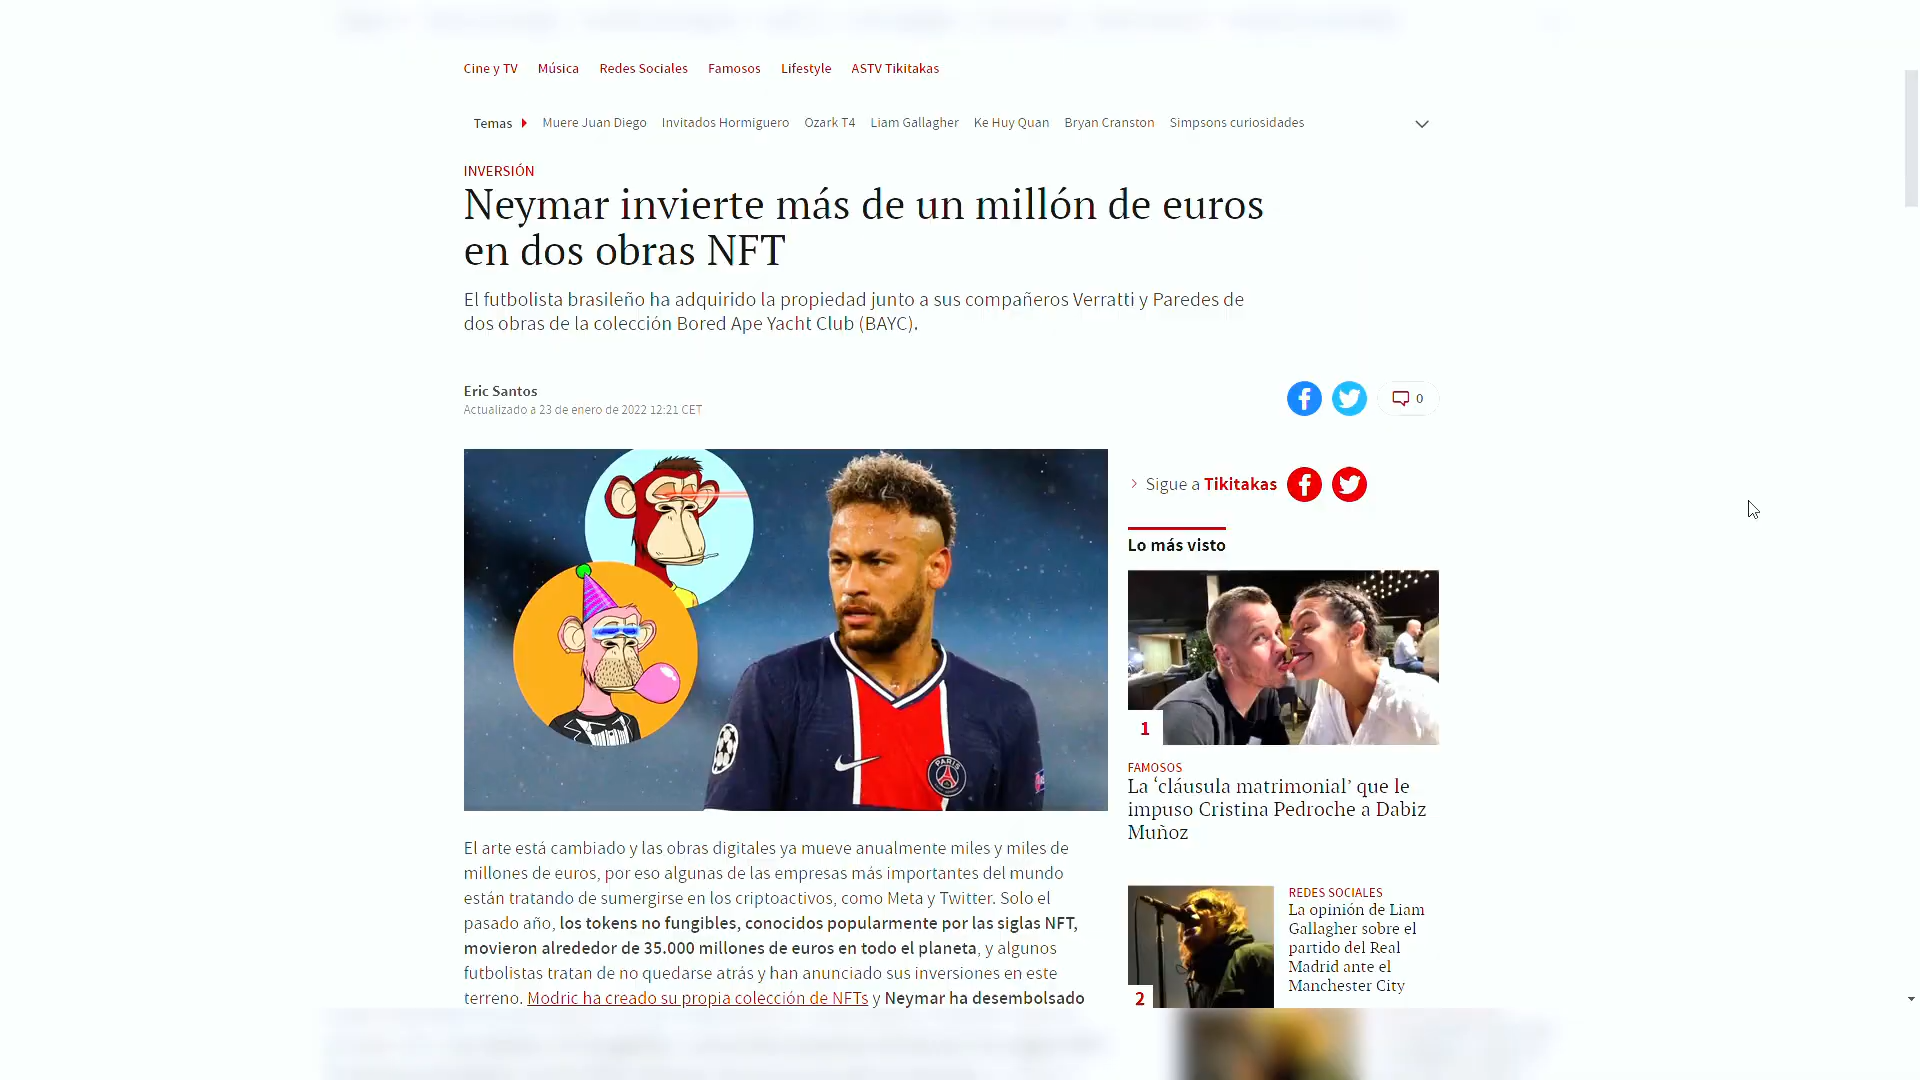 Cine y TV Música Redes Sociales Famosos Lifestyle ASTV Tikitakas
Temas Muere Juan Diego Invitados Hormiguero Ozark T4 Liam Gallagher Ke Huy Quan Bryan Cranston Simpsons curiosidades
INVERSIÓN
Neymar invierte más de un millón de euros
en dos obras NFT
El futbolista brasileño ha adquirido la propiedad junto a sus compañeros Verratti y Paredes de
dos obras de la colección Bored Ape Yacht Club (BAYC).
Eric Santos
Actualizado a 23 de enero de 2022 12:21 CET
0
PARIS
El arte está cambiado y las obras digitales ya mueve anualmente miles y miles de
millones de euros, por eso algunas de las empresas más importantes del mundo
están tratando de sumergirse en los criptoactivos, como Meta y Twitter. Solo el
pasado año, los tokens no fungibles, conocidos popularmente por las siglas NFT,
movieron alrededor de 35.000 millones de euros en todo el planeta, y algunos
futbolistas tratan de no quedarse atrás y han anunciado sus inversiones en este
terreno. Modric ha creado su propia colección de NFTs y Neymar ha desembolsado
Sigue a Tikitakas
Lo más visto
1
FAMOSOS
La ‘cláusula matrimonial’ que le
impuso Cristina Pedroche a Dabiz
Muñoz
2
REDES SOCIALES
La opinión de Liam
Gallagher sobre el
partido del Real
Madrid ante el
Manchester City